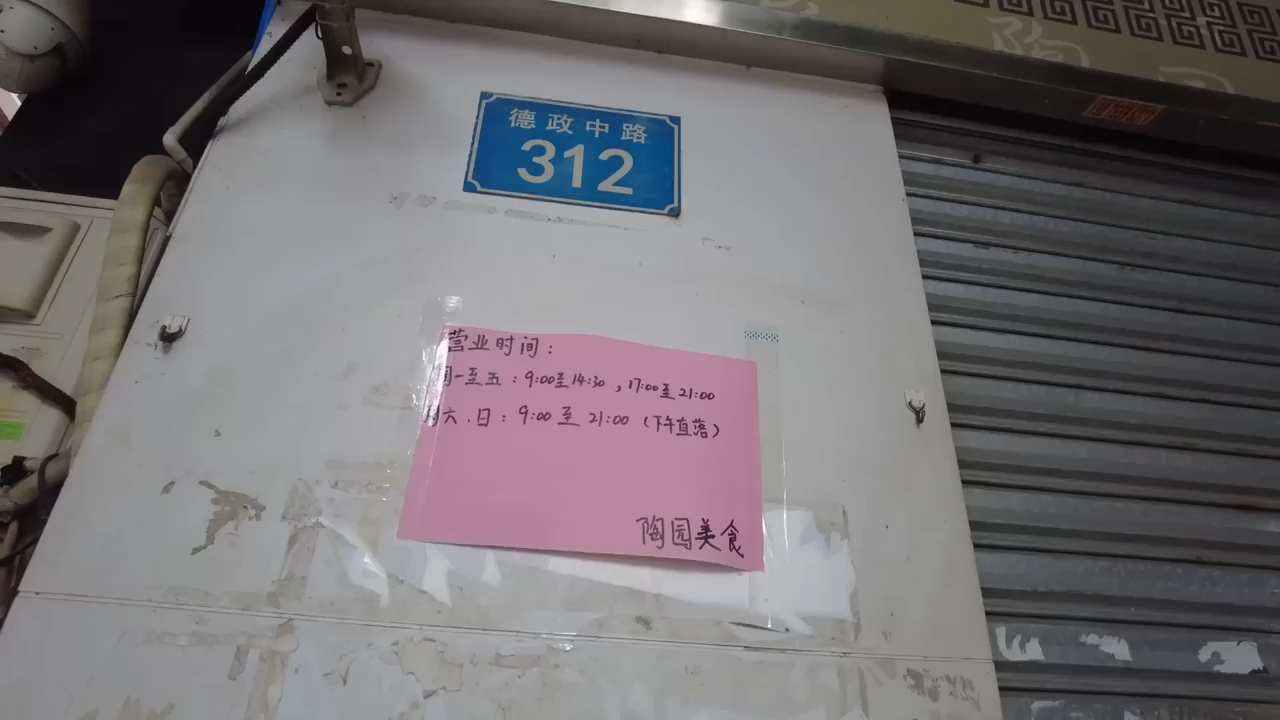 陶园
德政中路
312
营业时间：
周一至五：9:00至14:30，17:00至21:00
周六.日：9:00至21:00（下午直落）
陶园美食